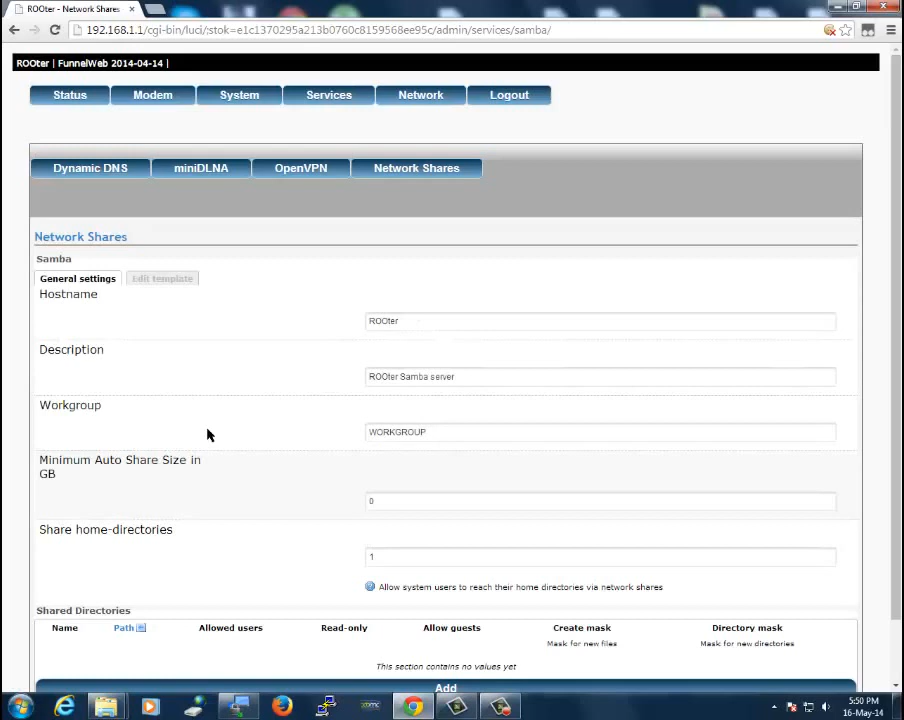 ROOter - Network Shares
192.168.1.1/cgi-bin/luci/;stok=e1c1370295a213b0760c8159568ee95c/admin/services/samba/
ROOter | FunnelWeb 2014-04-14 |
Status Modem System Services Network Logout
Dynamic DNS miniDLNA OpenVPN Network Shares
Network Shares
Samba
General settings Edit template
Hostname
ROOter
Description
ROOter Samba server
Workgroup
WORKGROUP
Minimum Auto Share Size in
GB
0
Share home-directories
1
Allow system users to reach their home directories via network shares
Shared Directories
Name Path Allowed users Read-only Allow guests Create mask Directory mask
Mask for new files Mask for new directories
This section contains no values yet
Add
5:50 PM
16-May-14